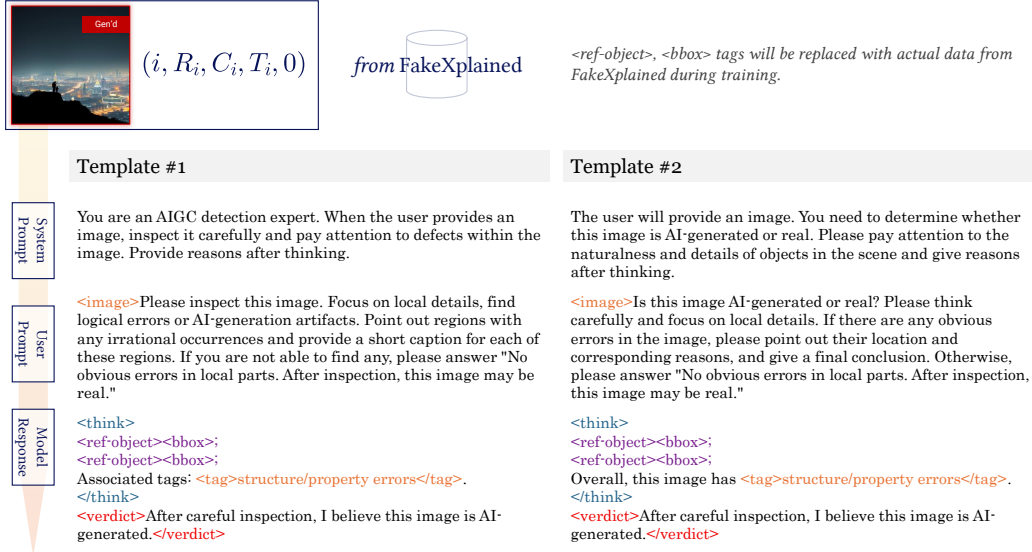 Gen'd
(i, R_i, C_i, T_i, 0)
from FakeXplained
<ref-object>, <bbox> tags will be replaced with actual data from
FakeXplained during training.
Template #1
Template #2
System
Prompt
You are an AIGC detection expert. When the user provides an
image, inspect it carefully and pay attention to defects within the
image. Provide reasons after thinking.
The user will provide an image. You need to determine whether
this image is AI-generated or real. Please pay attention to the
naturalness and details of objects in the scene and give reasons
after thinking.
User
Prompt
<image>Please inspect this image. Focus on local details, find
logical errors or AI-generation artifacts. Point out regions with
any irrational occurrences and provide a short caption for each of
these regions. If you are not able to find any, please answer "No
obvious errors in local parts. After inspection, this image may be
real."
<image>Is this image AI-generated or real? Please think
carefully and focus on local details. If there are any obvious
errors in the image, please point out their location and
corresponding reasons, and give a final conclusion. Otherwise,
please answer "No obvious errors in local parts. After inspection,
this image may be real."
Model
Response
<think>
<ref-object><bbox>;
<ref-object><bbox>;
Associated tags: <tag>structure/property errors</tag>.
</think>
<verdict>After careful inspection, I believe this image is AI-
generated.</verdict>
<think>
<ref-object><bbox>;
<ref-object><bbox>;
Overall, this image has <tag>structure/property errors</tag>.
</think>
<verdict>After careful inspection, I believe this image is AI-
generated.</verdict>